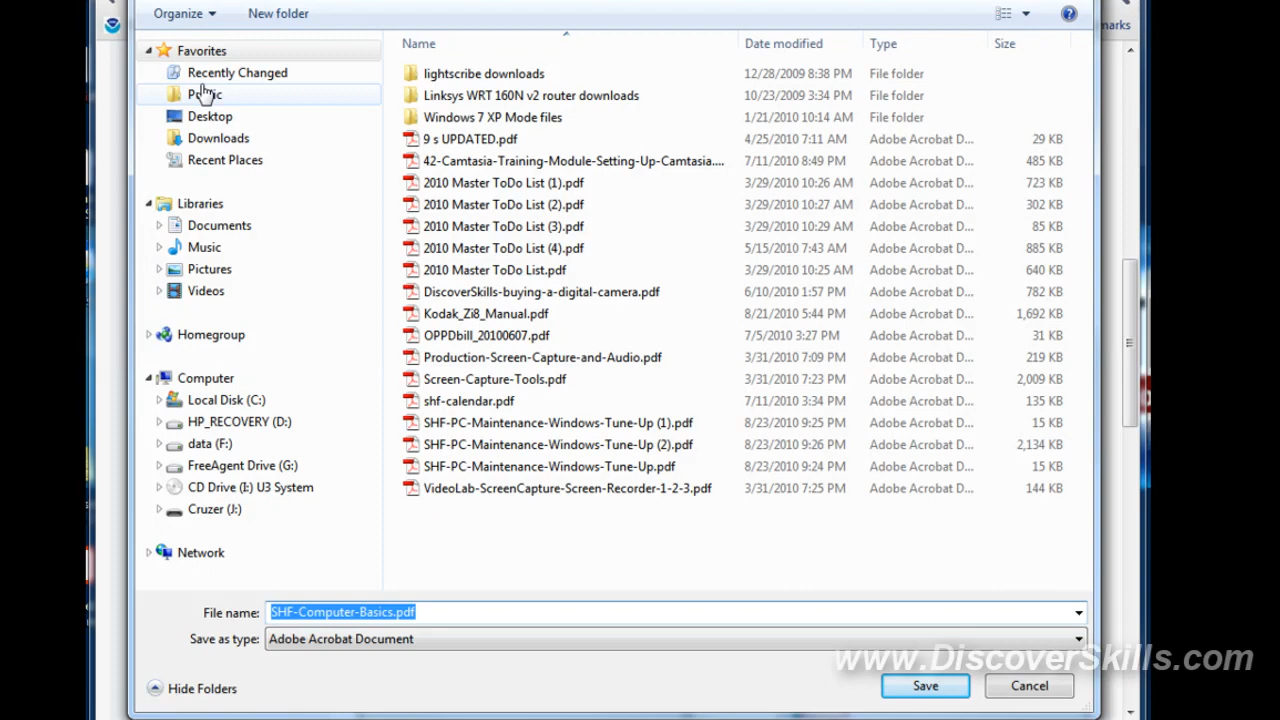 Organize New folder
Name Date modified Type Size
Favorites
Recently Changed
Desktop
Downloads
Recent Places
Libraries
Documents
Music
Pictures
Videos
Homegroup
Computer
Local Disk (C:)
HP_RECOVERY (D:)
data (F:)
FreeAgent Drive (G:)
CD Drive (I:) U3 System
Cruzer (J:)
Network
lightscribe downloads 12/28/2009 8:38 PM File folder
Linksys WRT 160N v2 router downloads 10/23/2009 3:34 PM File folder
Windows 7 XP Mode files 1/21/2010 10:14 AM File folder
9 s UPDATED.pdf 4/25/2010 7:11 AM Adobe Acrobat D... 29 KB
42-Camtasia-Training-Module-Setting-Up-Camtasia.... 7/11/2010 8:49 PM Adobe Acrobat D... 485 KB
2010 Master ToDo List (1).pdf 3/29/2010 10:26 AM Adobe Acrobat D... 723 KB
2010 Master ToDo List (2).pdf 3/29/2010 10:27 AM Adobe Acrobat D... 302 KB
2010 Master ToDo List (3).pdf 3/29/2010 10:29 AM Adobe Acrobat D... 85 KB
2010 Master ToDo List (4).pdf 5/15/2010 7:43 AM Adobe Acrobat D... 885 KB
2010 Master ToDo List.pdf 3/29/2010 10:25 AM Adobe Acrobat D... 640 KB
DiscoverSkills-buying-a-digital-camera.pdf 6/10/2010 1:57 PM Adobe Acrobat D... 782 KB
Kodak_Zi8_Manual.pdf 8/21/2010 5:44 PM Adobe Acrobat D... 1,692 KB
OPPDbill_20100607.pdf 7/5/2010 3:27 PM Adobe Acrobat D... 31 KB
Production-Screen-Capture-and-Audio.pdf 3/31/2010 7:09 PM Adobe Acrobat D... 219 KB
Screen-Capture-Tools.pdf 3/31/2010 7:23 PM Adobe Acrobat D... 2,009 KB
shf-calendar.pdf 7/11/2010 3:34 PM Adobe Acrobat D... 135 KB
SHF-PC-Maintenance-Windows-Tune-Up (1).pdf 8/23/2010 9:25 PM Adobe Acrobat D... 15 KB
SHF-PC-Maintenance-Windows-Tune-Up (2).pdf 8/23/2010 9:26 PM Adobe Acrobat D... 2,134 KB
SHF-PC-Maintenance-Windows-Tune-Up.pdf 8/23/2010 9:24 PM Adobe Acrobat D... 15 KB
VideoLab-ScreenCapture-Screen-Recorder-1-2-3.pdf 3/31/2010 7:25 PM Adobe Acrobat D... 144 KB
File name: SHF-Computer-Basics.pdf
Save as type: Adobe Acrobat Document
www.DiscoverSkills.com
Hide Folders Save Cancel